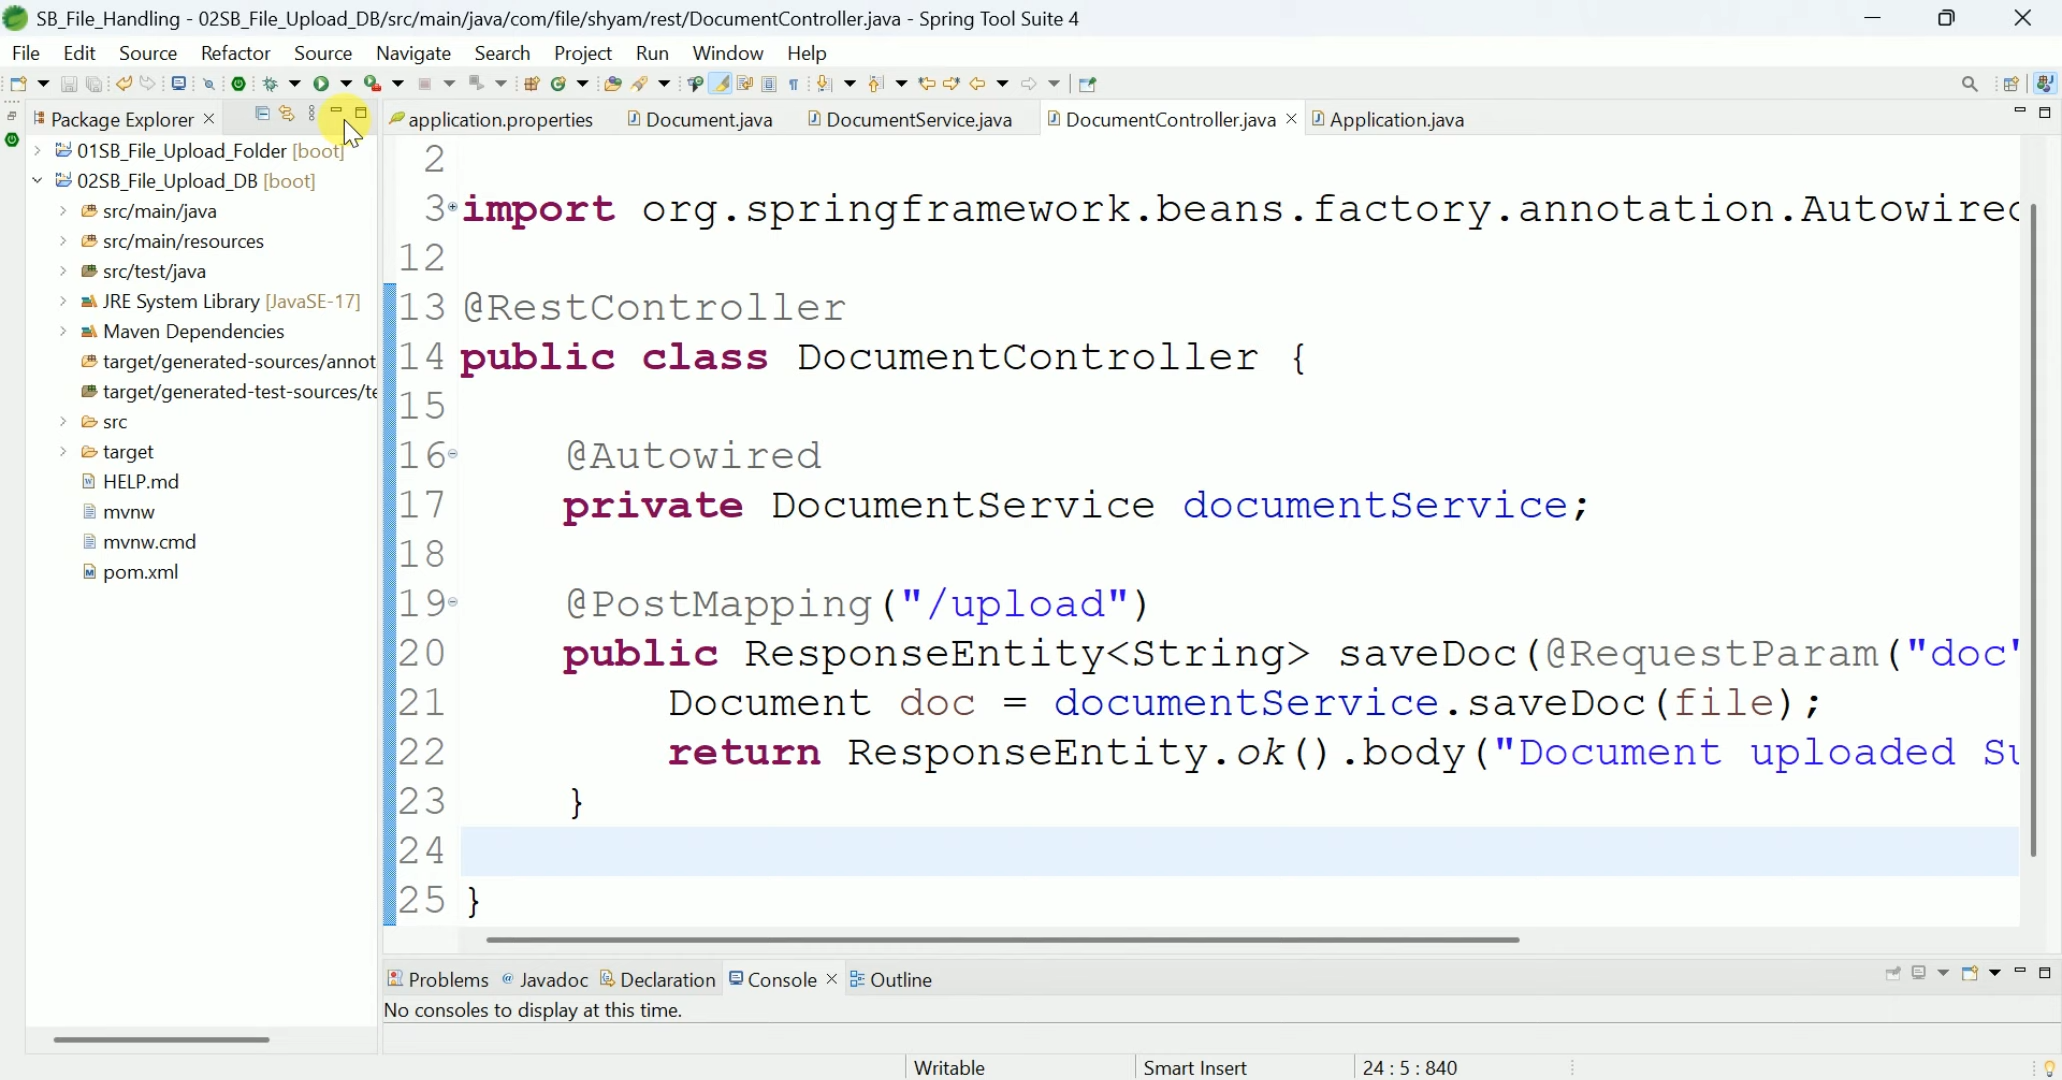 SB_File_Handling - 02SB_File_Upload_DB/src/main/java/com/file/shyam/rest/DocumentController.java - Spring Tool Suite 4
File Edit Source Refactor Source Navigate Search Project Run Window Help
Package Explorer application.properties Document.java DocumentService.java DocumentController.java Application.java
01SB_File_Upload_Folder [boot]
02SB_File_Upload_DB [boot]
src/main/java
src/main/resources
src/test/java
JRE System Library [JavaSE-17]
Maven Dependencies
target/generated-sources/annot
target/generated-test-sources/te
src
target
HELP.md
mvnw
mvnw.cmd
pom.xml
2
3 import org.springframework.beans.factory.annotation.Autowired
12
13 @RestController
14 public class DocumentController {
15
16 @Autowired
17 private DocumentService documentService;
18
19 @PostMapping("/upload")
20 public ResponseEntity<String> saveDoc(@RequestParam("doc"
21 Document doc = documentService.saveDoc(file);
22 return ResponseEntity.ok().body("Document uploaded Su
23 }
24
25 }
Problems Javadoc Declaration Console Outline
No consoles to display at this time.
Writable Smart Insert 24 : 5 : 840